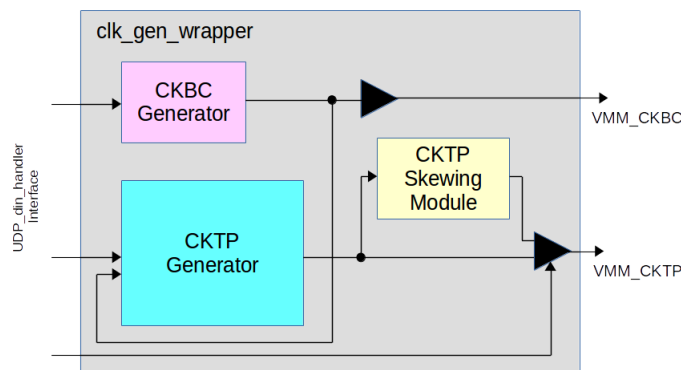 clk_gen_wrapper
CKBC
Generator
VMM_CKBC
CKTP
Skewing
Module
UDP_din_handler
Interface
CKTP
Generator
VMM_CKTP